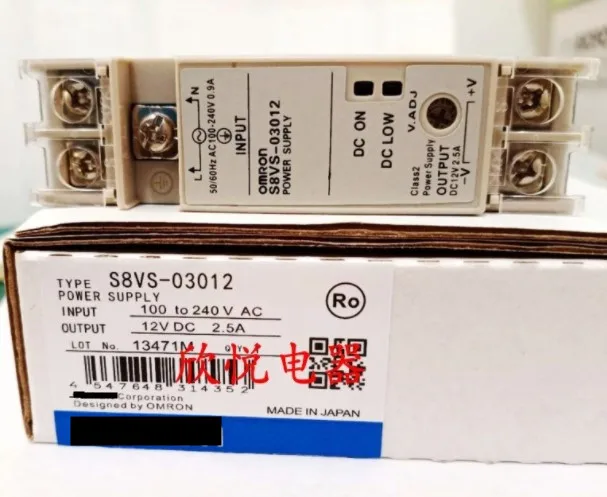 L
N
50/60Hz AC100-240V 0.9A
INPUT
OMRON
S8VS-03012
POWER SUPPLY
DC ON
DC LOW
V.ADJ
Class2
Power Supply
OUTPUT
DC12V 2.5A
+V
-V
TYPE S8VS-03012
POWER SUPPLY
INPUT 100 to 240V AC
OUTPUT 12V DC 2.5A
LOT No. 13471M QTY
Ro
欣悦电器
4 547648 314352
Corporation
Designed by OMRON
MADE IN JAPAN